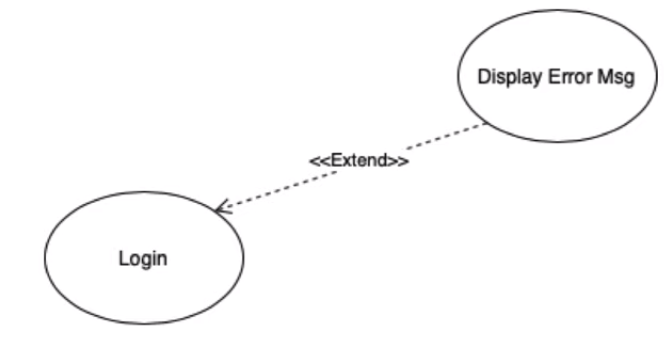 Display Error Msg
<<Extend>>
Login